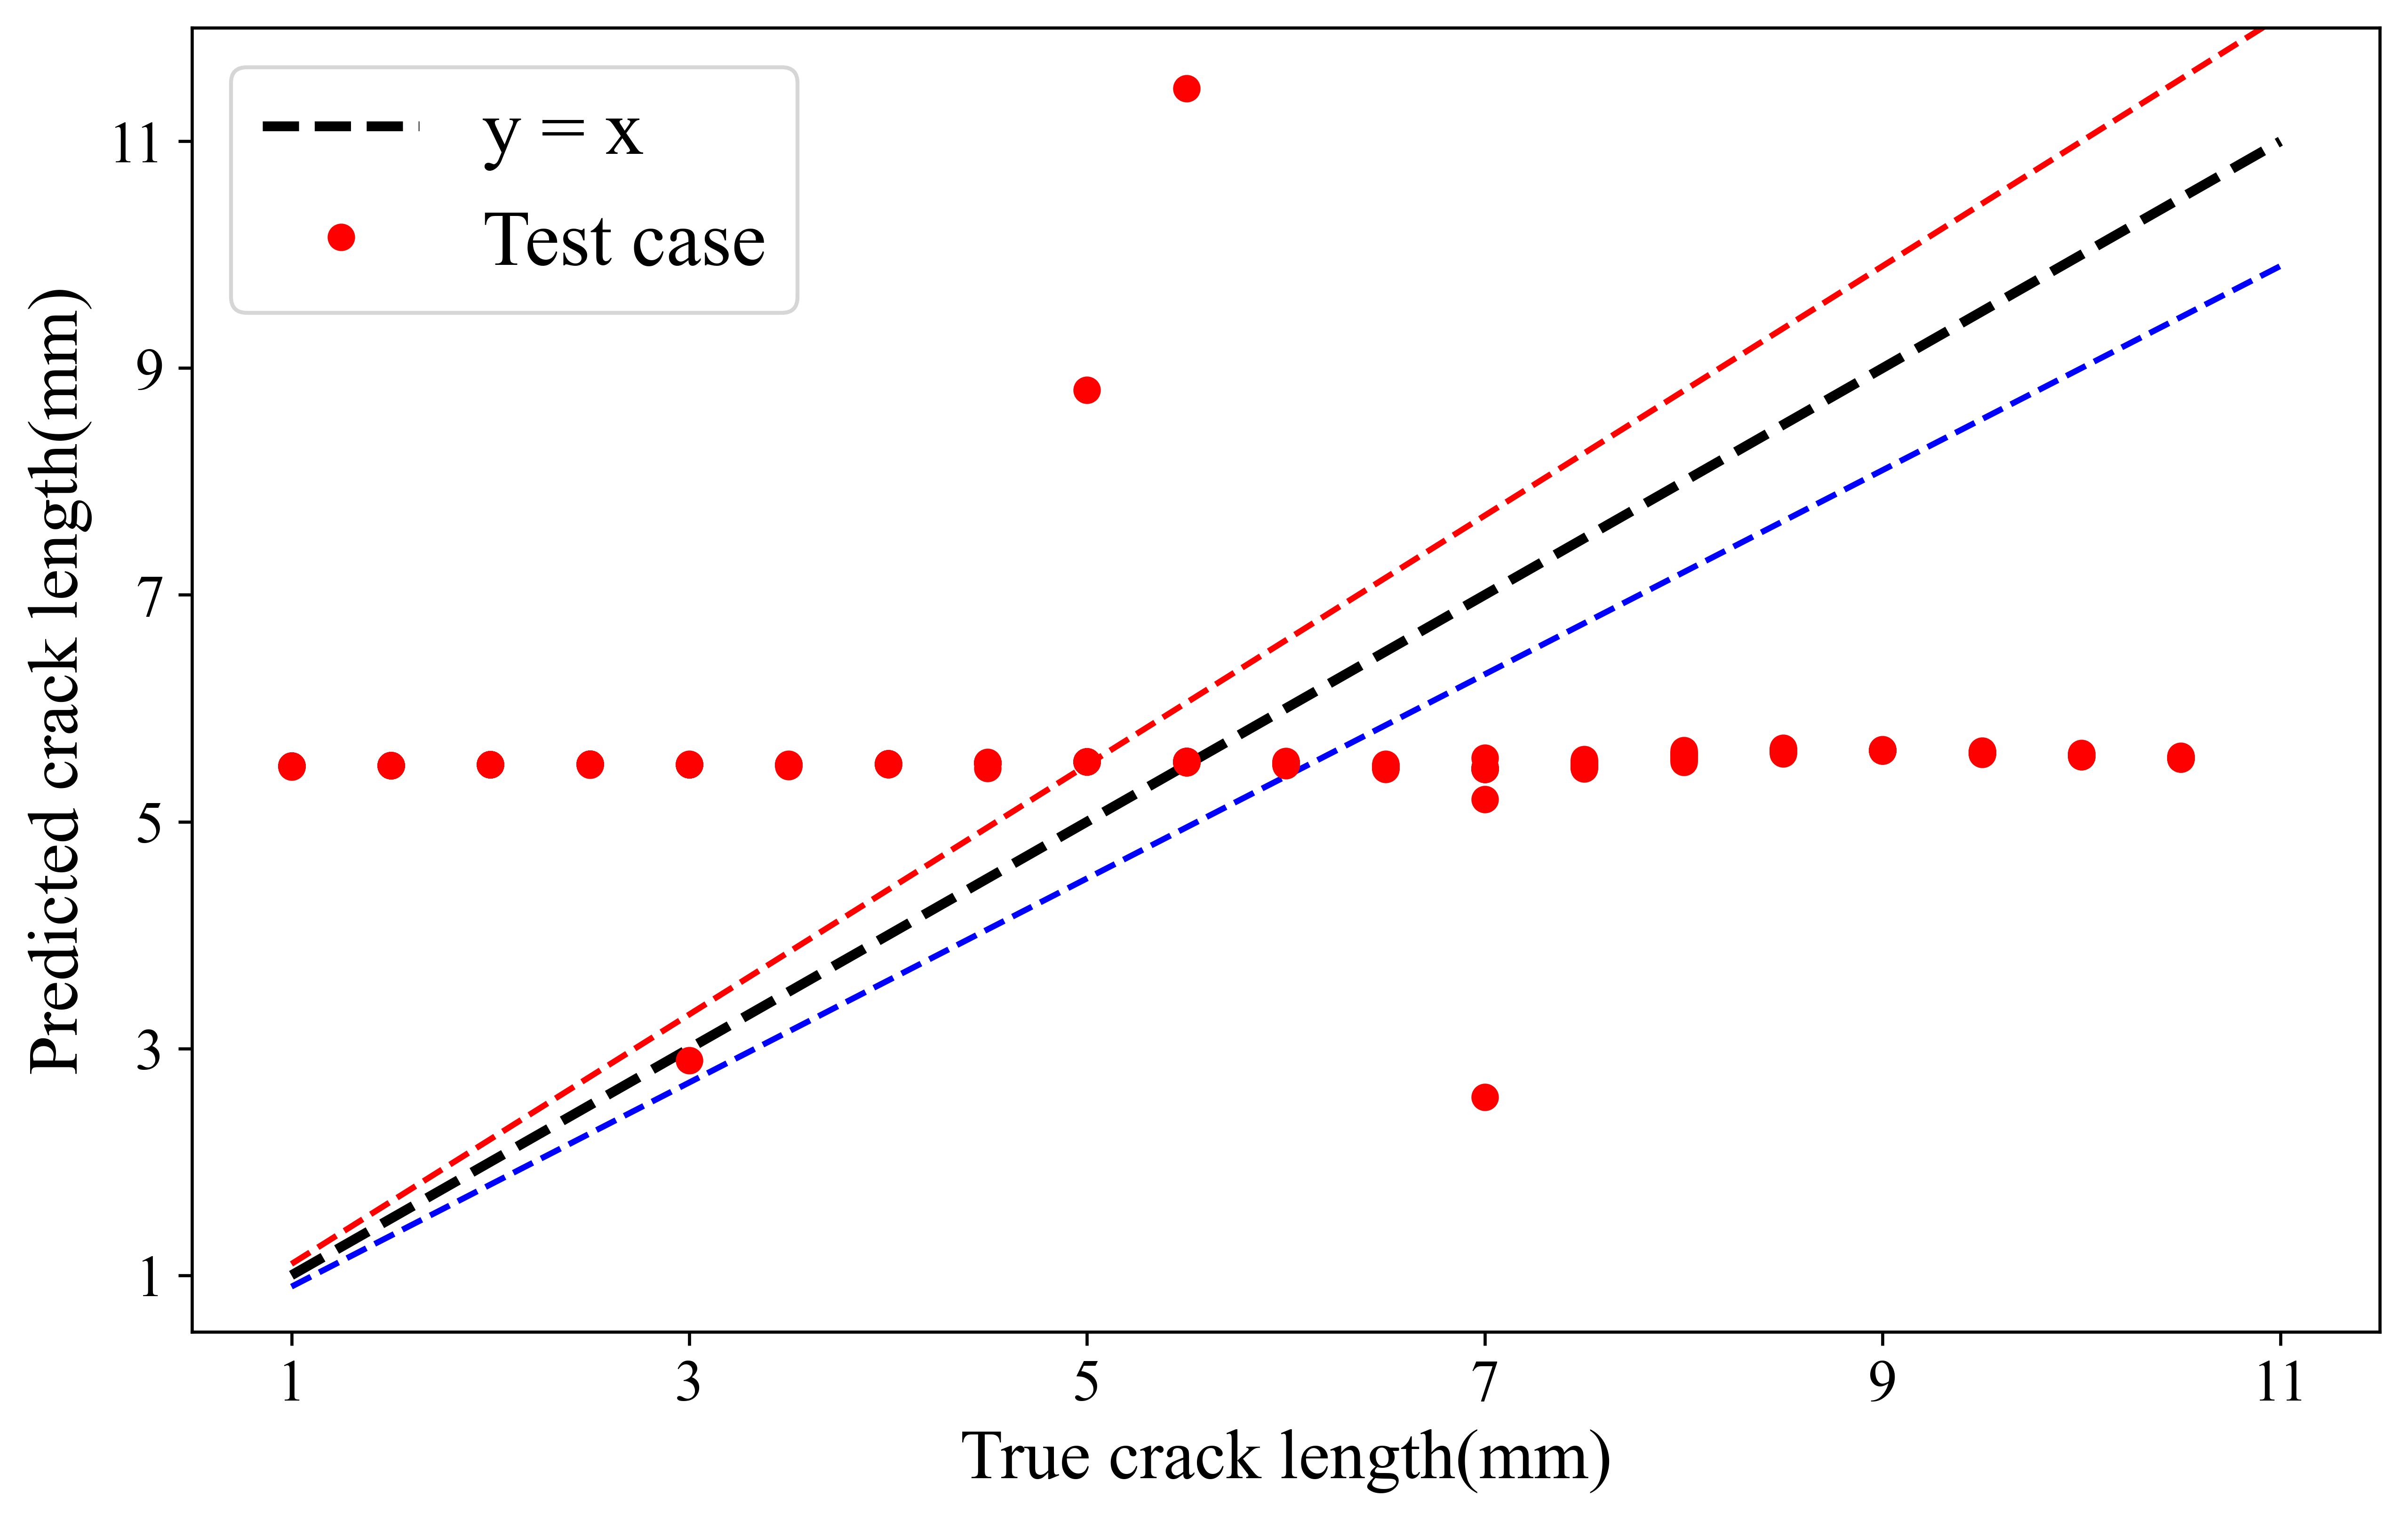 y = x
Test case
Predicted crack length(mm)
11
9
7
5
3
1
1 3 5 7 9 11
True crack length(mm)